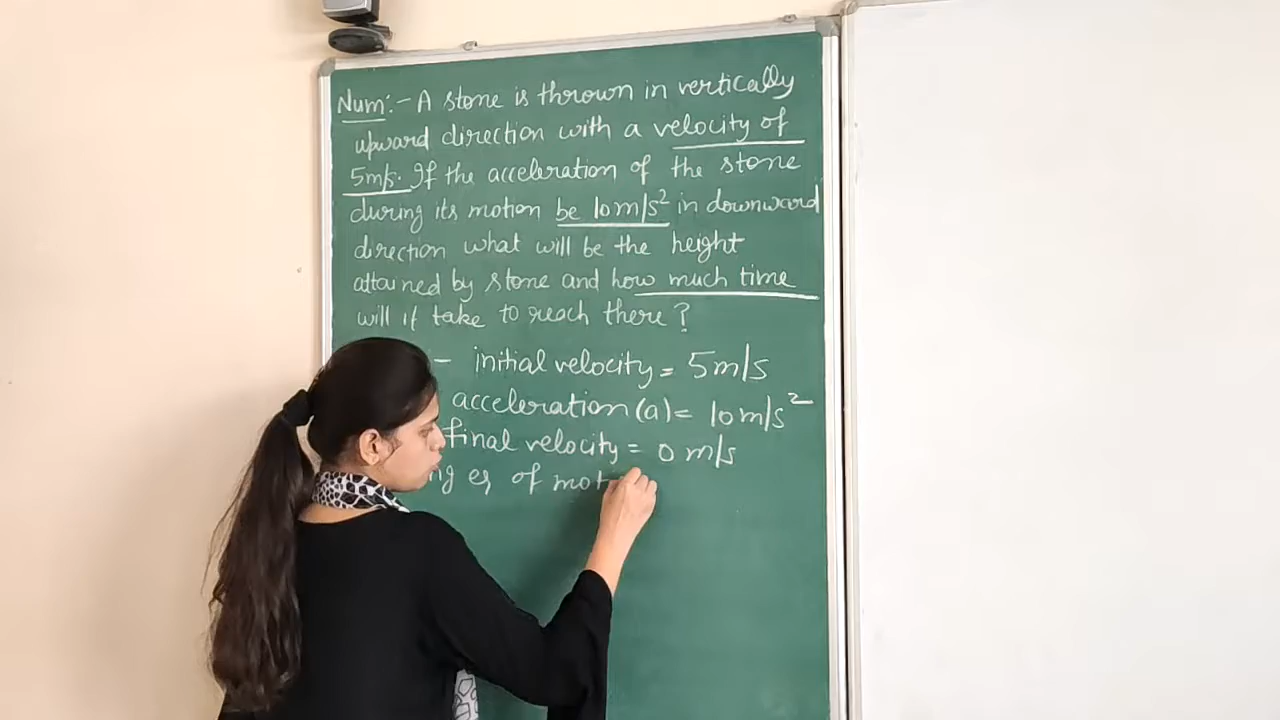 Num:- A stone is thrown in vertically
upward direction with a velocity of
5m/s. If the acceleration of the stone
during its motion be 10m/s² in downward
direction what will be the height
attained by stone and how much time
will it take to reach there?
- initial velocity = 5m/s
acceleration (a) = 10m/s²
final velocity = 0 m/s
ng eq of mot